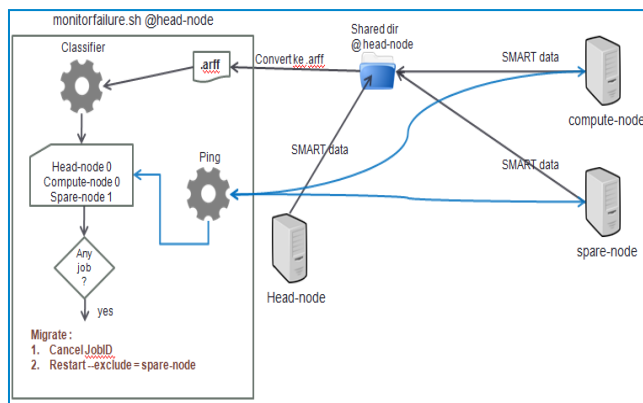 monitorfailure.sh @head-node
Classifier
.arff
Convert ke .arff
Shared dir
@ head-node
SMART data
compute-node
SMART data
SMART data
spare-node
Head-node
Ping
Head-node 0
Compute-node 0
Spare-node 1
Any
job
?
yes
Migrate :
1. Cancel JobID
2. Restart --exclude = spare-node